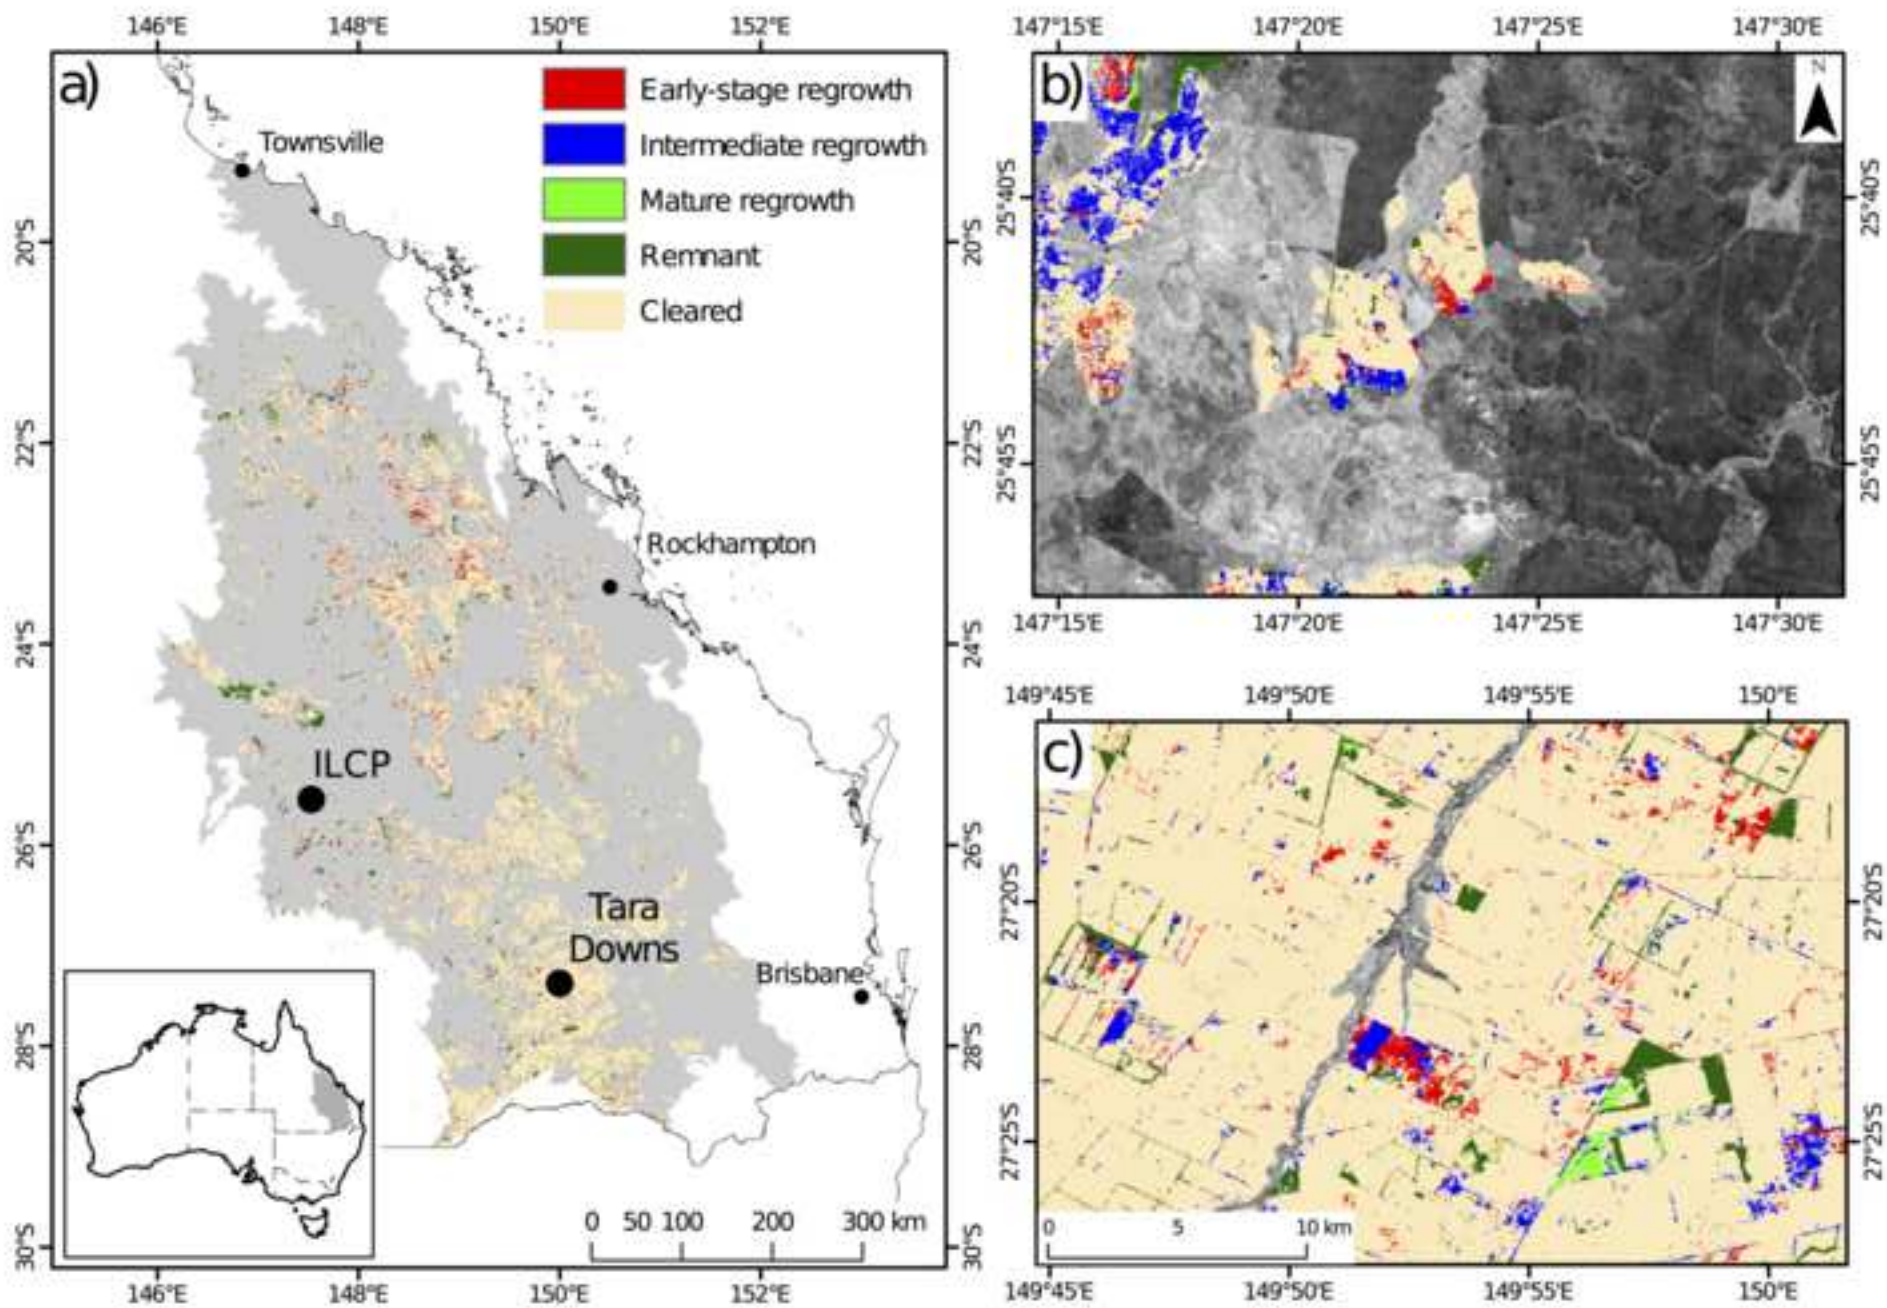 146°E 148°E 150°E 152°E
a)
Early-stage regrowth
Intermediate regrowth
Mature regrowth
Remnant
Cleared
Townsville
Rockhampton
ILCP
Tara
Downs
Brisbane
20°S
22°S
24°S
26°S
28°S
30°S
20°S
22°S
24°S
26°S
28°S
30°S
0 50 100 200 300 km
146°E 148°E 150°E 152°E
147°15'E 147°20'E 147°25'E 147°30'E
b)
N
25°40'S
25°45'S
25°40'S
25°45'S
147°15'E 147°20'E 147°25'E 147°30'E
149°45'E 149°50'E 149°55'E 150°E
c)
27°20'S
27°25'S
27°20'S
27°25'S
0 5 10 km
149°45'E 149°50'E 149°55'E 150°E